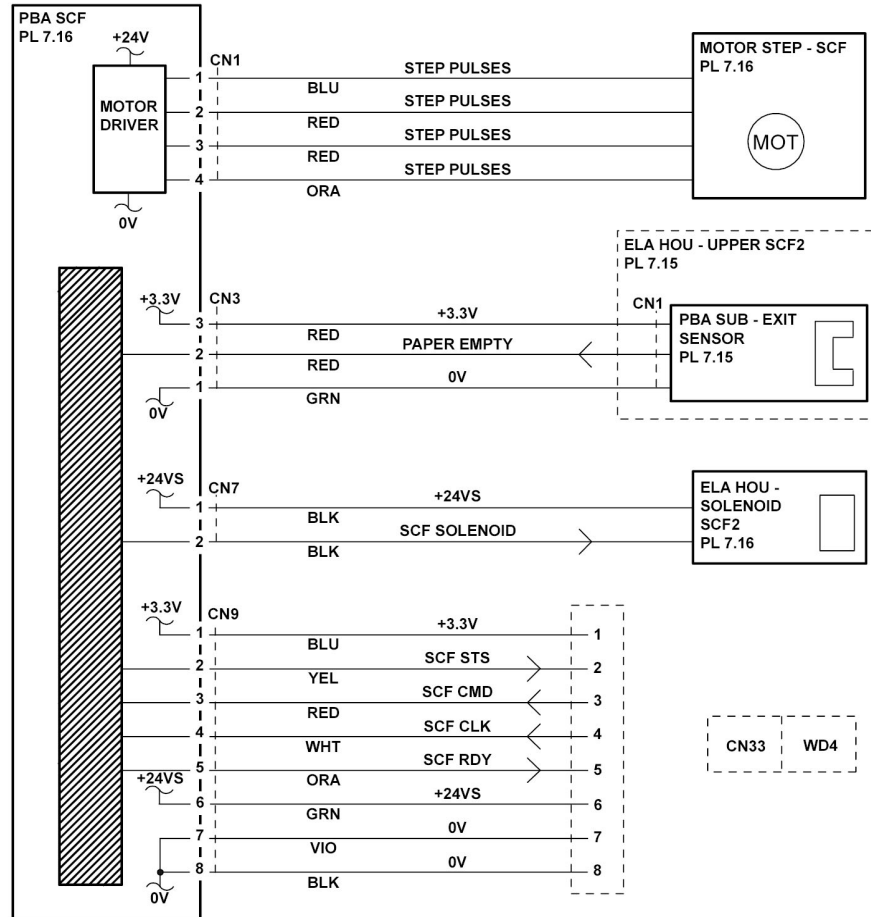 PBA SCF
PL 7.16
+24V
CN1
MOTOR
DRIVER
0V
1
STEP PULSES
BLU
2
STEP PULSES
RED
3
STEP PULSES
RED
4
STEP PULSES
ORA
MOTOR STEP - SCF
PL 7.16
MOT
ELA HOU - UPPER SCF2
PL 7.15
+3.3V
CN3
CN1
3
+3.3V
RED
2
PAPER EMPTY
RED
1
0V
GRN
0V
PBA SUB - EXIT
SENSOR
PL 7.15
+24VS
CN7
1
+24VS
BLK
2
SCF SOLENOID
BLK
ELA HOU -
SOLENOID
SCF2
PL 7.16
+3.3V
CN9
1
+3.3V
1
BLU
2
SCF STS
2
YEL
3
SCF CMD
3
RED
4
SCF CLK
4
WHT
5
SCF RDY
5
ORA
+24VS
6
+24VS
6
GRN
7
0V
7
VIO
8
0V
8
BLK
0V
CN33
WD4